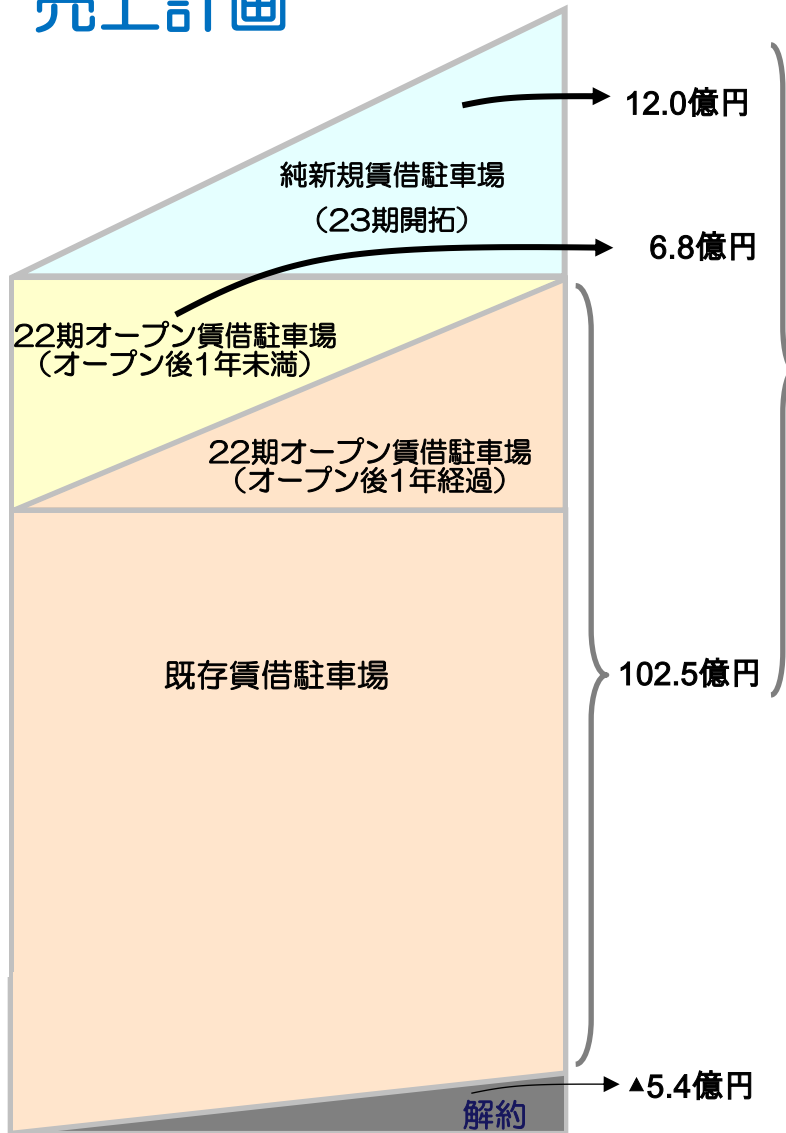 売上計画
12.0億円
純新規賃借駐車場
（23期開拓）
6.8億円
22期オープン賃借駐車場
（オープン後1年未満）
22期オープン賃借駐車場
（オープン後1年経過）
既存賃借駐車場
102.5億円
▲5.4億円
解約